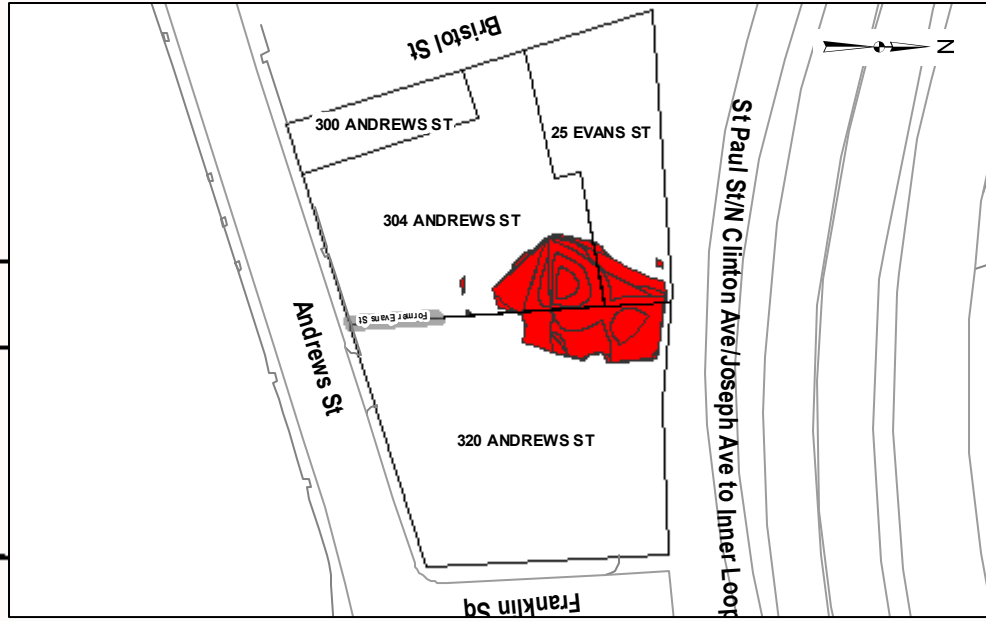 Bristol St
N
300 ANDREWS ST
25 EVANS ST
304 ANDREWS ST
Former Evans St
Andrews St
St Paul St/N Clinton Ave/Joseph Ave to Inner Loop
320 ANDREWS ST
Franklin Sq